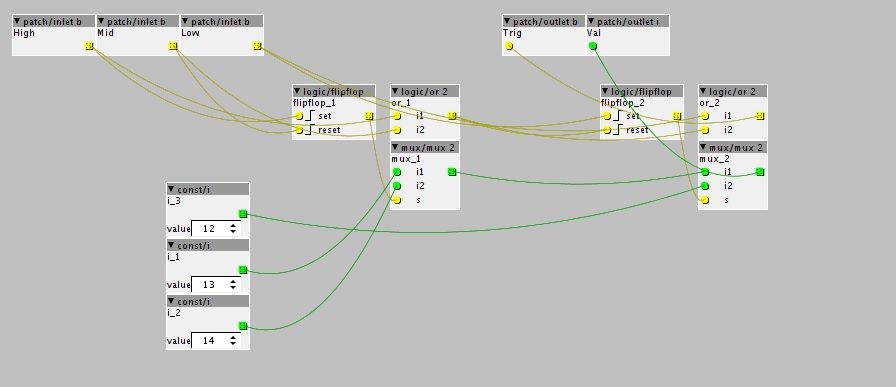 patch/inlet b
High
patch/inlet b
Mid
patch/inlet b
Low
patch/outlet b
Trig
patch/outlet i
Val
logic/flipflop
flipflop_1
set
reset
logic/or 2
or_1
i1
i2
mux/mux 2
mux_1
i1
i2
s
logic/flipflop
flipflop_2
set
reset
logic/or 2
or_2
i1
i2
mux/mux 2
mux_2
i1
i2
s
const/i
i_3
value 12
const/i
i_1
value 13
const/i
i_2
value 14